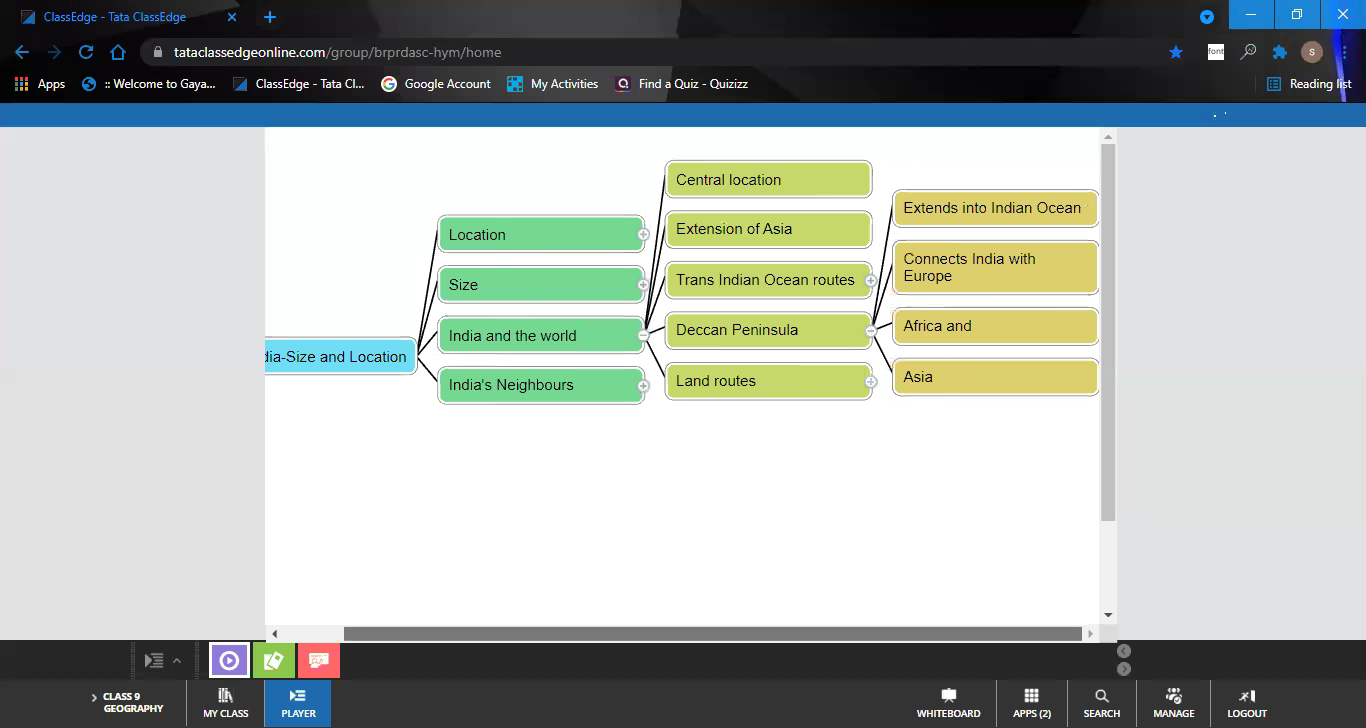 ClassEdge - Tata ClassEdge
tataclassedgeonline.com/group/brprdasc-hym/home
font
S
Apps
:: Welcome to Gaya...
ClassEdge - Tata Cl...
Google Account
My Activities
Find a Quiz - Quizizz
Reading list
dia-Size and Location
Location
Size
India and the world
India's Neighbours
Central location
Extension of Asia
Trans Indian Ocean routes
Deccan Peninsula
Land routes
Extends into Indian Ocean
Connects India with
Europe
Africa and
Asia
CLASS 9
GEOGRAPHY
MY CLASS
PLAYER
WHITEBOARD
APPS (2)
SEARCH
MANAGE
LOGOUT